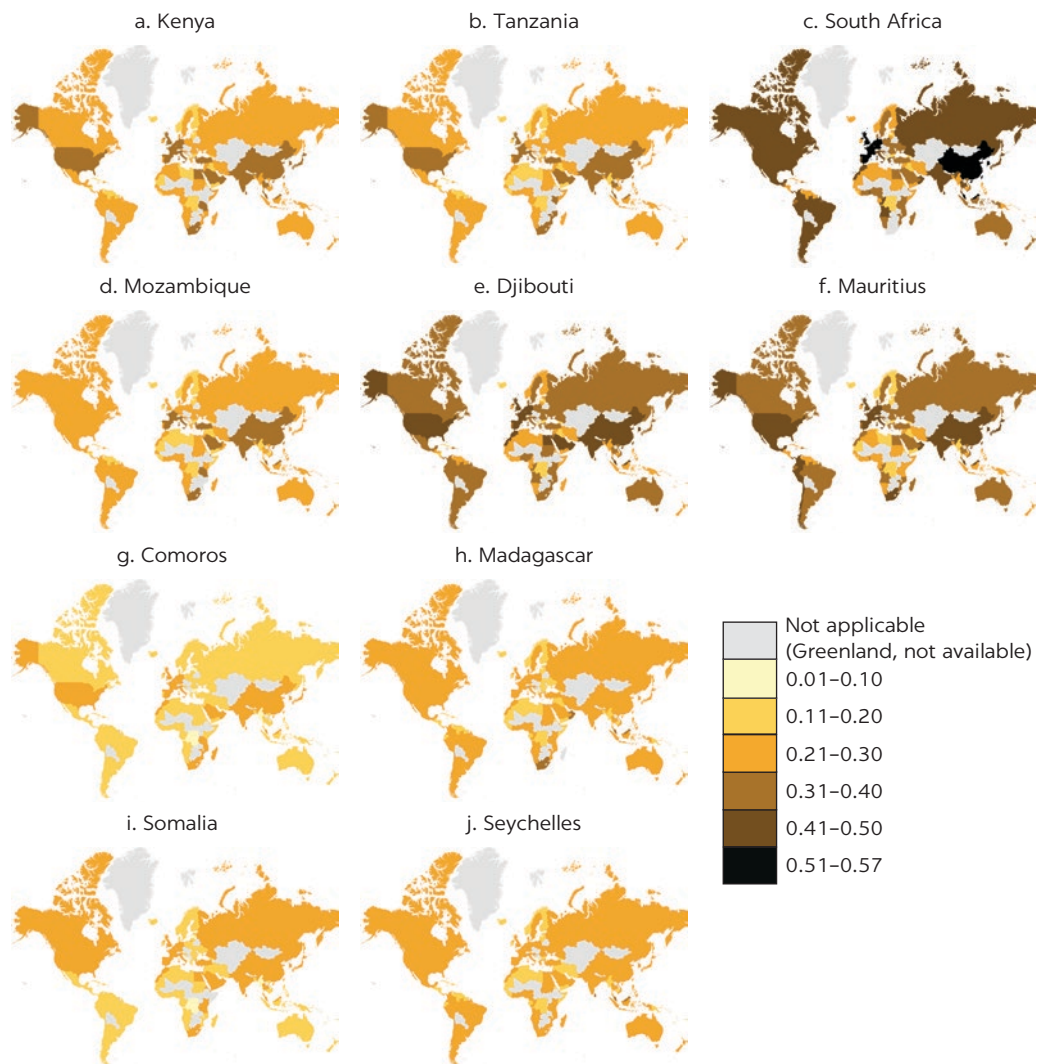 a. Kenya
b. Tanzania
c. South Africa
d. Mozambique
e. Djibouti
f. Mauritius
g. Comoros
h. Madagascar
Not applicable
(Greenland, not available)
0.01–0.10
0.11–0.20
0.21–0.30
0.31–0.40
0.41–0.50
0.51–0.57
i. Somalia
j. Seychelles